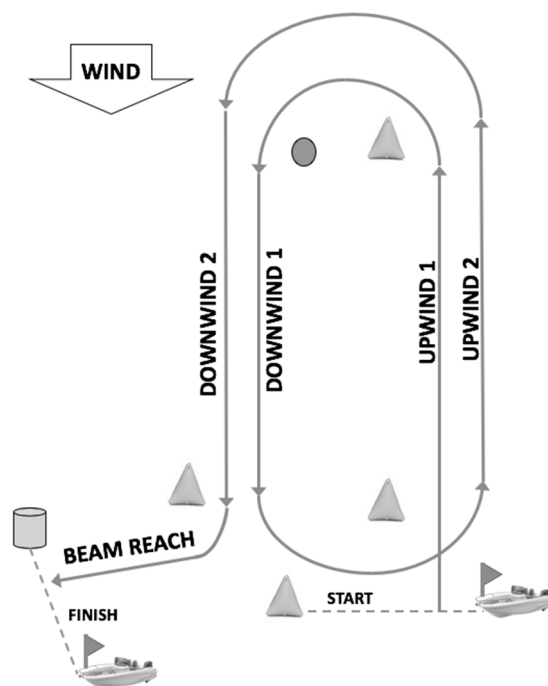 WIND
DOWNWIND 2
DOWNWIND 1
UPWIND 1
UPWIND 2
BEAM REACH
FINISH
START